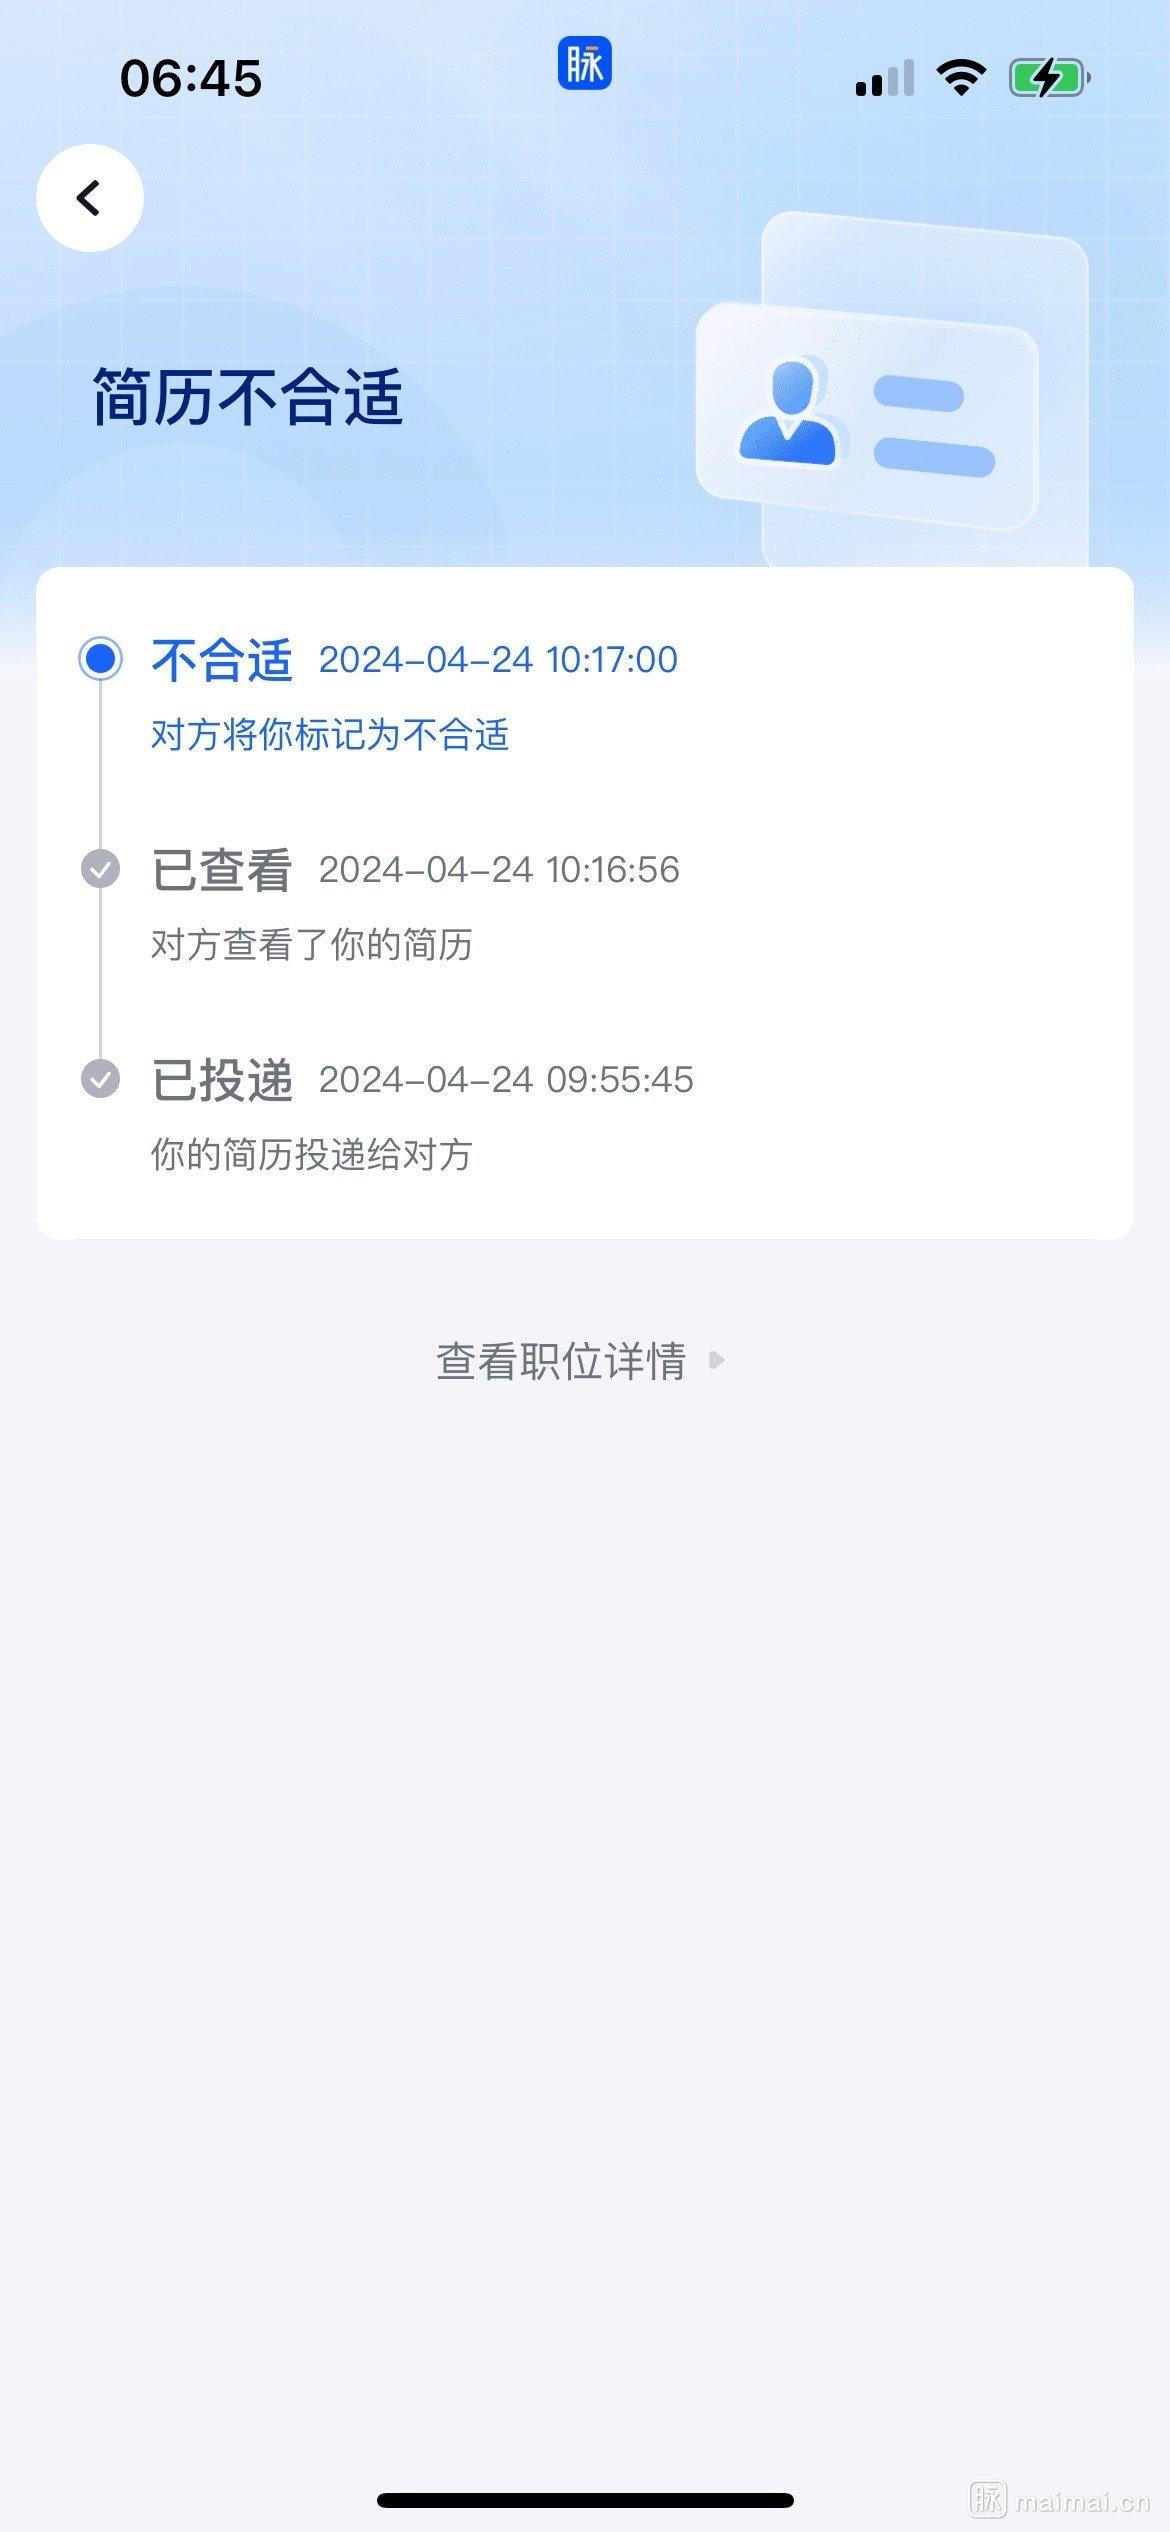 06:45
脉
简历不合适
不合适 2024-04-24 10:17:00
对方将你标记为不合适
已查看 2024-04-24 10:16:56
对方查看了你的简历
已投递 2024-04-24 09:55:45
你的简历投递给对方
查看职位详情
脉 maimai.cn